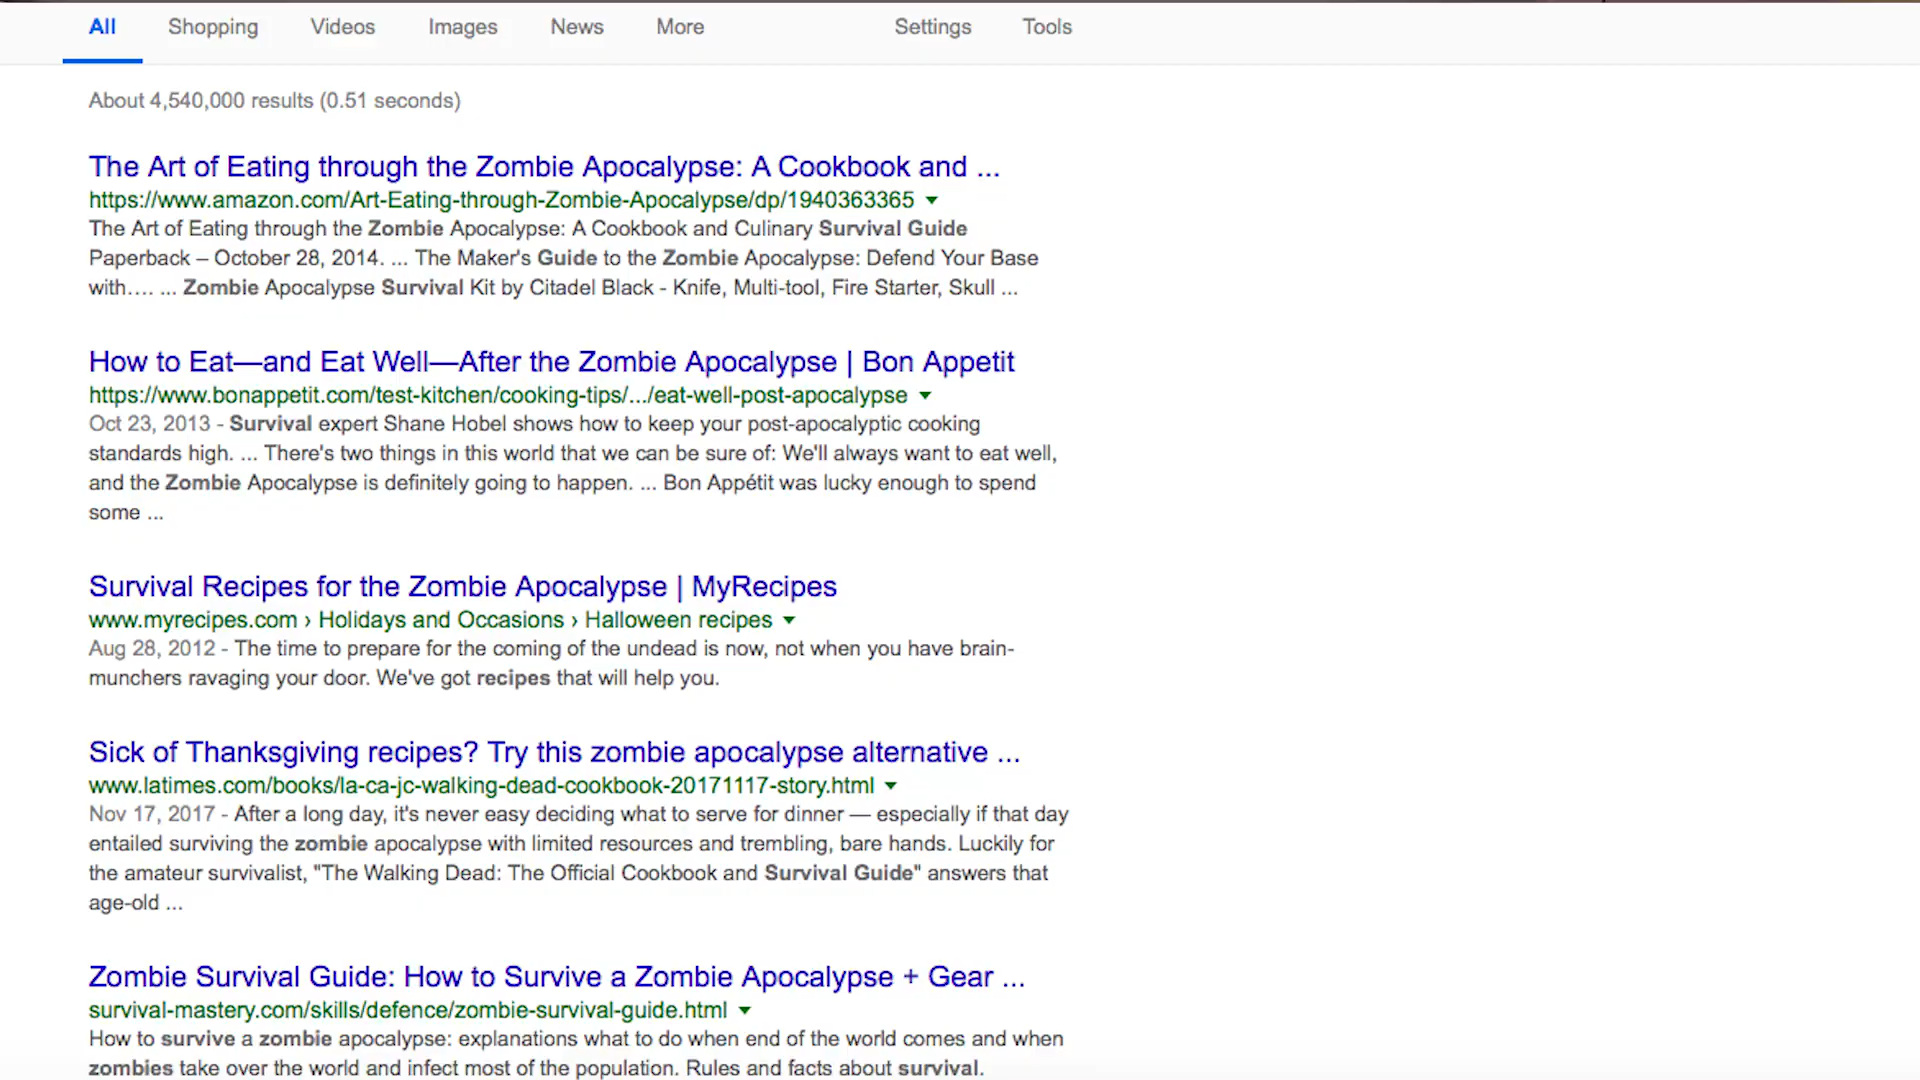 All Shopping Videos Images News More Settings Tools
About 4,540,000 results (0.51 seconds)
The Art of Eating through the Zombie Apocalypse: A Cookbook and ...
https://www.amazon.com/Art-Eating-through-Zombie-Apocalypse/dp/1940363365
The Art of Eating through the Zombie Apocalypse: A Cookbook and Culinary Survival Guide
Paperback – October 28, 2014. ... The Maker's Guide to the Zombie Apocalypse: Defend Your Base
with…. ... Zombie Apocalypse Survival Kit by Citadel Black - Knife, Multi-tool, Fire Starter, Skull ...
How to Eat—and Eat Well—After the Zombie Apocalypse | Bon Appetit
https://www.bonappetit.com/test-kitchen/cooking-tips/.../eat-well-post-apocalypse
Oct 23, 2013 - Survival expert Shane Hobel shows how to keep your post-apocalyptic cooking
standards high. ... There's two things in this world that we can be sure of: We'll always want to eat well,
and the Zombie Apocalypse is definitely going to happen. ... Bon Appétit was lucky enough to spend
some ...
Survival Recipes for the Zombie Apocalypse | MyRecipes
www.myrecipes.com › Holidays and Occasions › Halloween recipes
Aug 28, 2012 - The time to prepare for the coming of the undead is now, not when you have brain-
munchers ravaging your door. We've got recipes that will help you.
Sick of Thanksgiving recipes? Try this zombie apocalypse alternative ...
www.latimes.com/books/la-ca-jc-walking-dead-cookbook-20171117-story.html
Nov 17, 2017 - After a long day, it's never easy deciding what to serve for dinner — especially if that day
entailed surviving the zombie apocalypse with limited resources and trembling, bare hands. Luckily for
the amateur survivalist, "The Walking Dead: The Official Cookbook and Survival Guide" answers that
age-old ...
Zombie Survival Guide: How to Survive a Zombie Apocalypse + Gear ...
survival-mastery.com/skills/defence/zombie-survival-guide.html
How to survive a zombie apocalypse: explanations what to do when end of the world comes and when
zombies take over the world and infect most of the population. Rules and facts about survival.